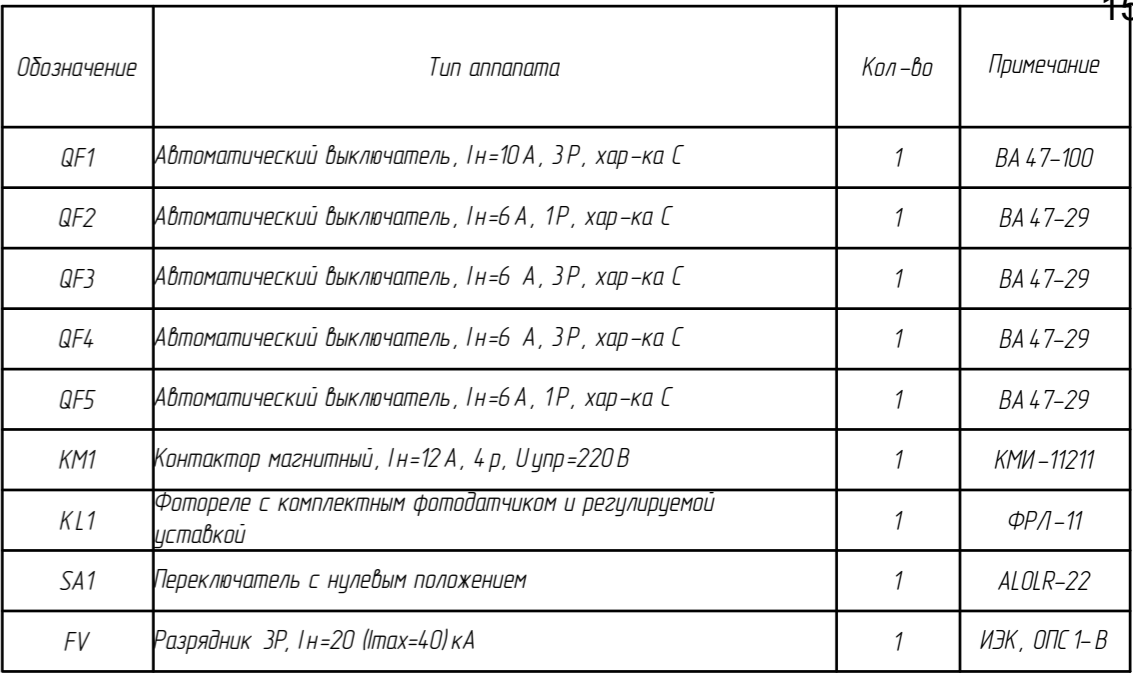 15
Обозначение Тип аппарата Кол-во Примечание
QF1 Автоматический выключатель, Iн=10 А, 3Р, хар-ка С 1 ВА 47-100
QF2 Автоматический выключатель, Iн=6 А, 1Р, хар-ка С 1 ВА 47-29
QF3 Автоматический выключатель, Iн=6 А, 3Р, хар-ка С 1 ВА 47-29
QF4 Автоматический выключатель, Iн=6 А, 3Р, хар-ка С 1 ВА 47-29
QF5 Автоматический выключатель, Iн=6 А, 1Р, хар-ка С 1 ВА 47-29
KM1 Контактор магнитный, Iн=12 А, 4 р, Uупр=220 В 1 КМИ-11211
KL1 Фотореле с комплектным фотодатчиком и регулируемой
уставкой 1 ФРЛ-11
SA1 Переключатель с нулевым положением 1 ALOLR-22
FV Разрядник 3Р, Iн=20 (Imax=40) кА 1 ИЭК, ОПС 1-В